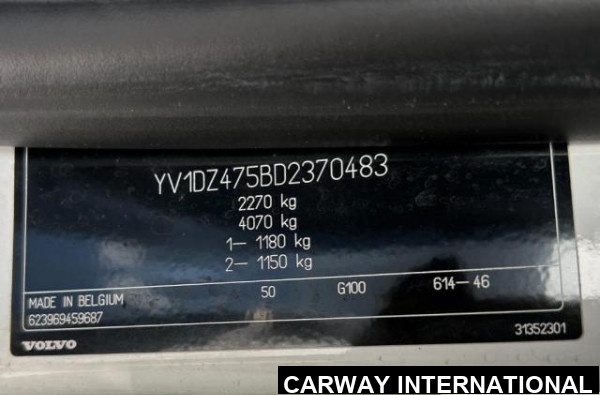 YV1DZ475BD2370483
2270 kg
4070 kg
1- 1180 kg
2- 1150 kg
MADE IN BELGIUM 50 G100 614-46
623969459687 31352301
VOLVO
CARWAY INTERNATIONAL